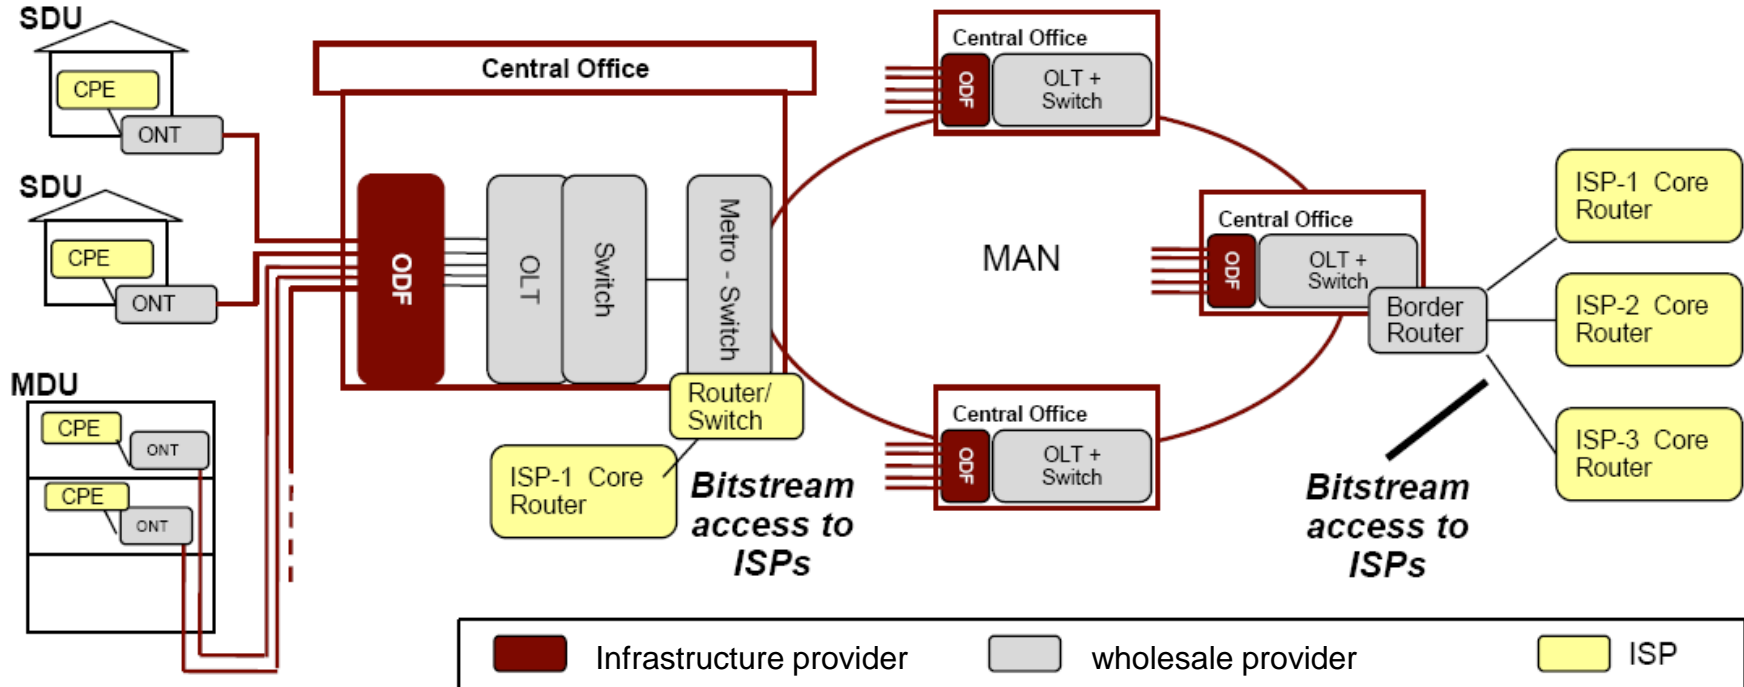 SDU
CPE
ONT
SDU
CPE
ONT
MDU
CPE
ONT
CPE
ONT
Central Office
ODF
OLT
Switch
Metro - Switch
Router/
Switch
ISP-1 Core
Router
Bitstream
access to
ISPs
Central Office
ODF
OLT +
Switch
MAN
Central Office
ODF
OLT +
Switch
Border
Router
Central Office
ODF
OLT +
Switch
ISP-1 Core
Router
ISP-2 Core
Router
ISP-3 Core
Router
Bitstream
access to
ISPs
Infrastructure provider
wholesale provider
ISP